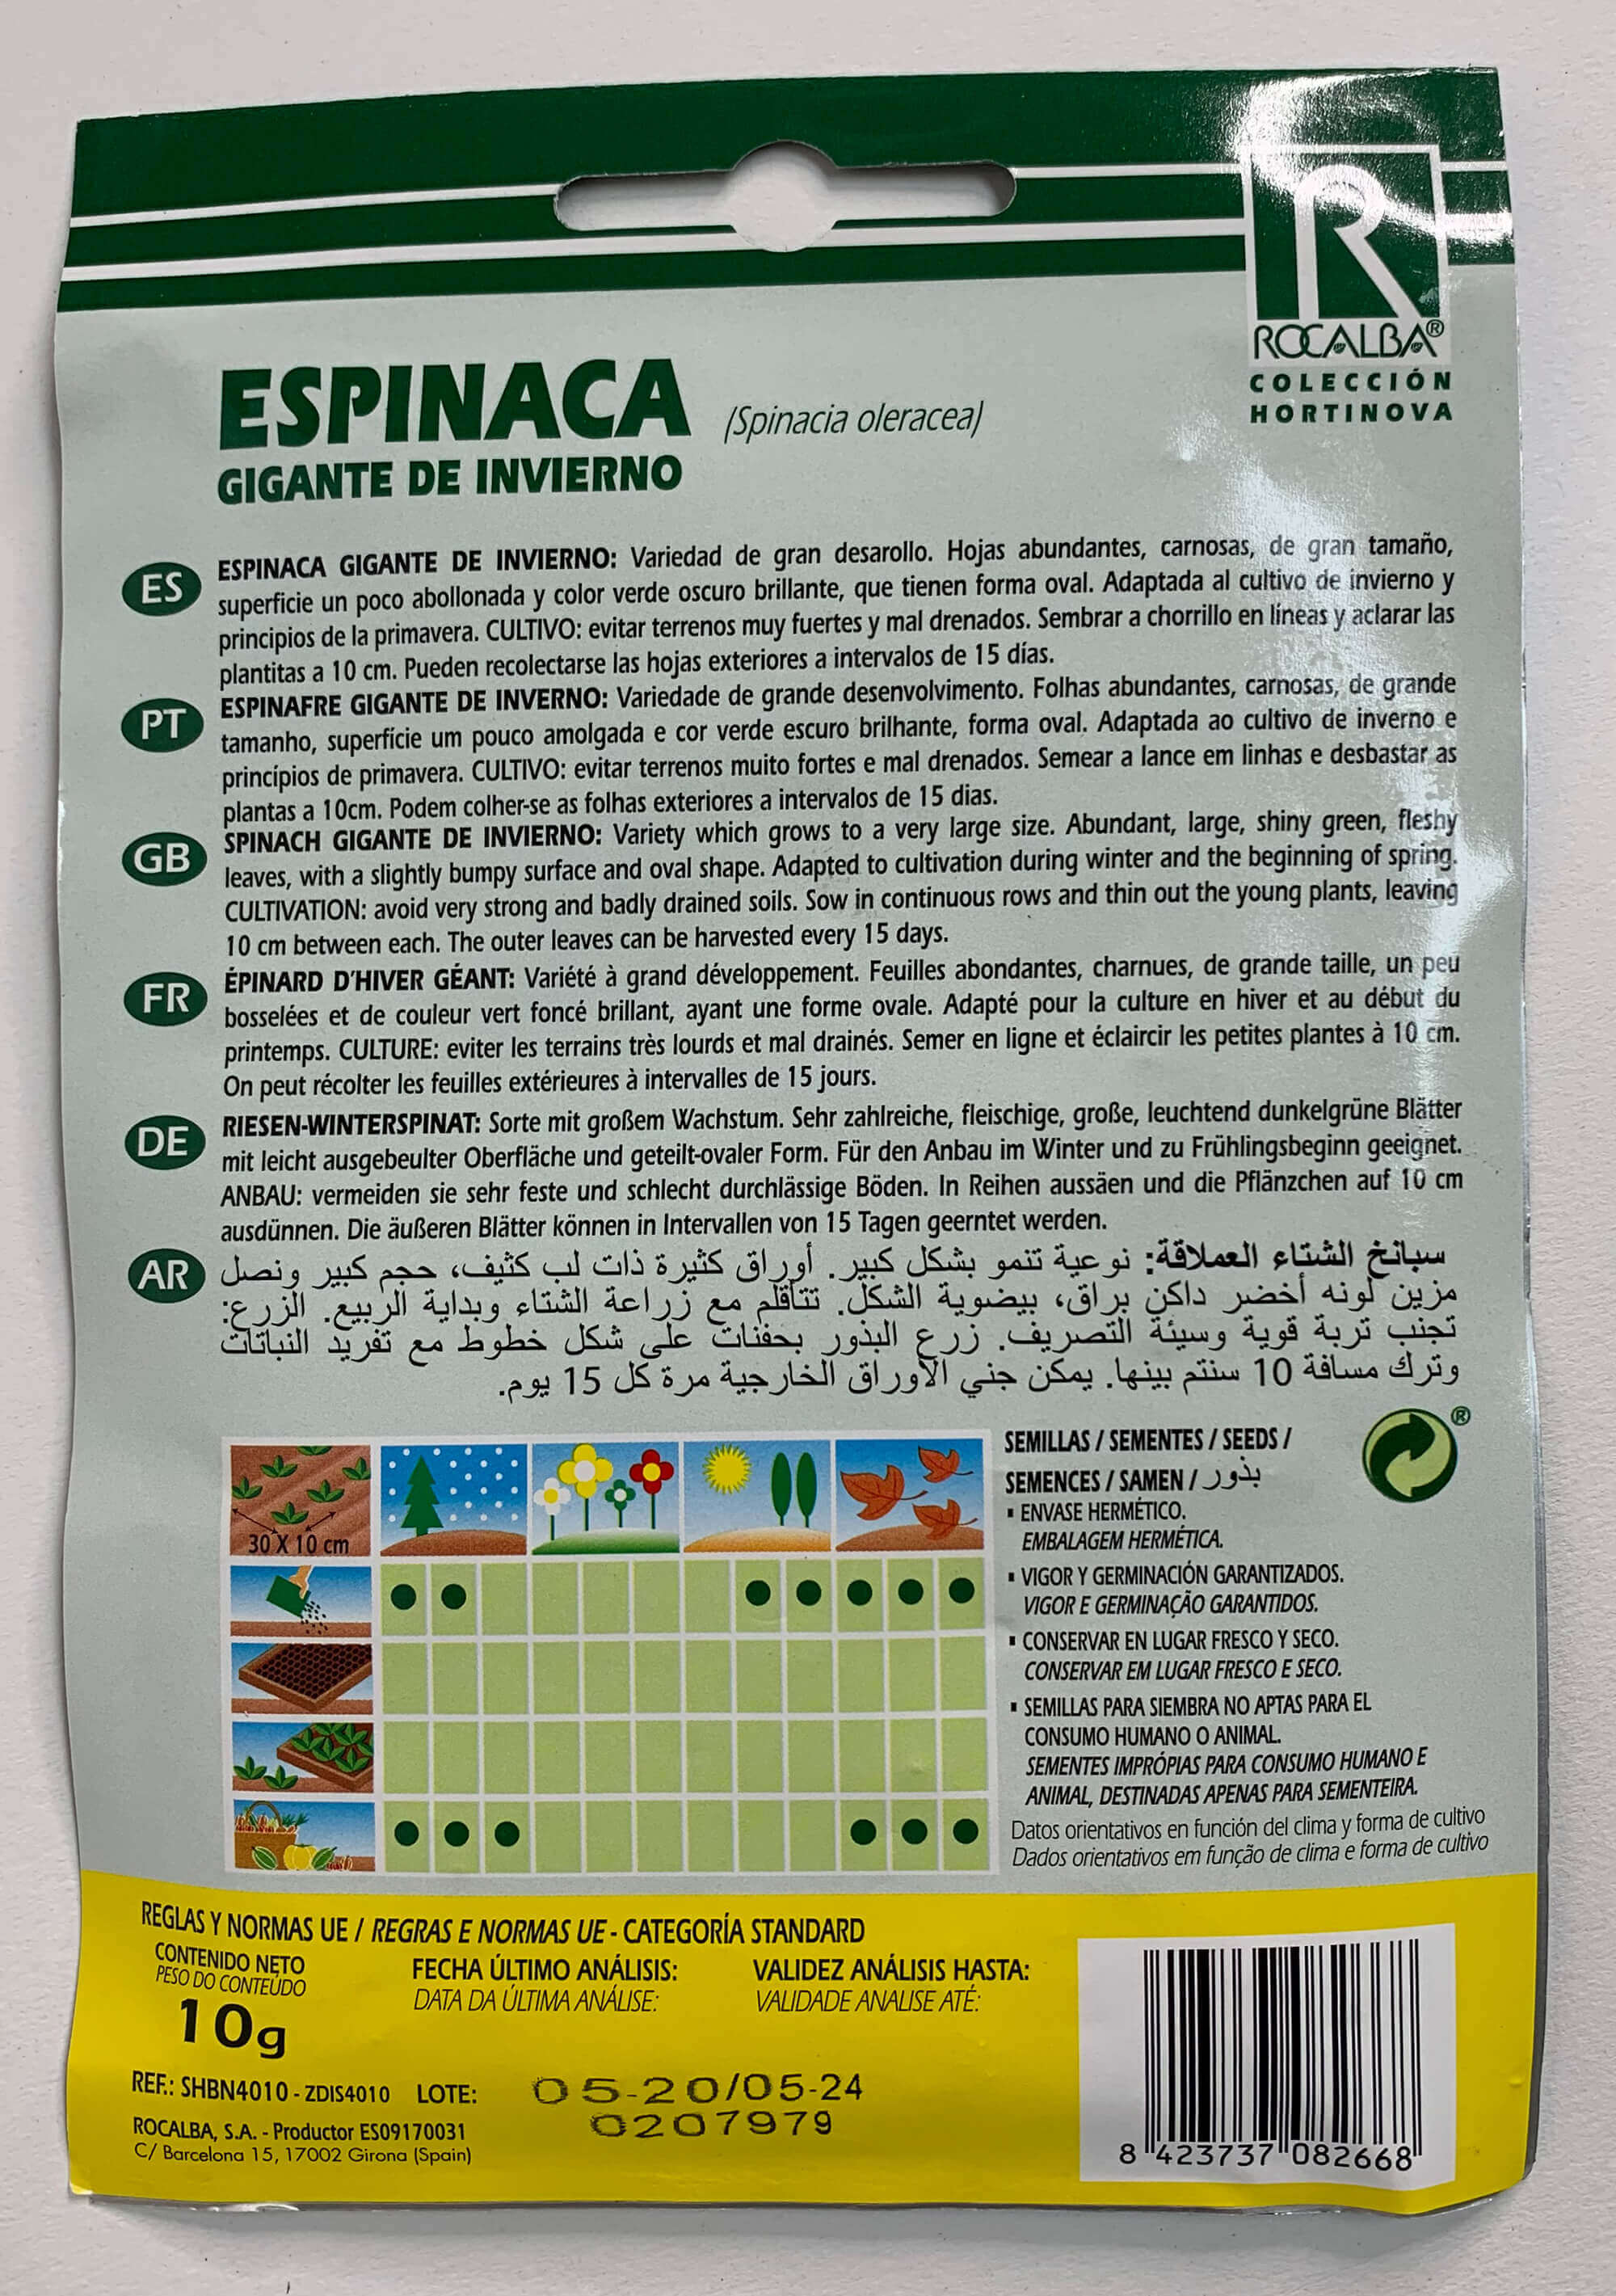 R
ROCALBA®
COLECCIÓN
HORTINOVA
ESPINACA (Spinacia oleracea)
GIGANTE DE INVIERNO
ES
ESPINACA GIGANTE DE INVIERNO: Variedad de gran desarollo. Hojas abundantes, carnosas, de gran tamaño,
superficie un poco abollonada y color verde oscuro brillante, que tienen forma oval. Adaptada al cultivo de invierno y
principios de la primavera. CULTIVO: evitar terrenos muy fuertes y mal drenados. Sembrar a chorrillo en líneas y aclarar las
plantitas a 10 cm. Pueden recolectarse las hojas exteriores a intervalos de 15 días.
PT
ESPINAFRE GIGANTE DE INVERNO: Variedade de grande desenvolvimento. Folhas abundantes, carnosas, de grande
tamanho, superfície um pouco amolgada e cor verde escuro brilhante, forma oval. Adaptada ao cultivo de inverno e
princípios de primavera. CULTIVO: evitar terrenos muito fortes e mal drenados. Semear a lance em linhas e desbastar as
plantas a 10cm. Podem colher-se as folhas exteriores a intervalos de 15 dias.
GB
SPINACH GIGANTE DE INVIERNO: Variety which grows to a very large size. Abundant, large, shiny green, fleshy
leaves, with a slightly bumpy surface and oval shape. Adapted to cultivation during winter and the beginning of spring.
CULTIVATION: avoid very strong and badly drained soils. Sow in continuous rows and thin out the young plants, leaving
10 cm between each. The outer leaves can be harvested every 15 days.
FR
ÉPINARD D'HIVER GÉANT: Variété à grand développement. Feuilles abondantes, charnues, de grande taille, un peu
bosselées et de couleur vert foncé brillant, ayant une forme ovale. Adapté pour la culture en hiver et au début du
printemps. CULTURE: eviter les terrains très lourds et mal drainés. Semer en ligne et éclaircir les petites plantes à 10 cm.
On peut récolter les feuilles extérieures à intervalles de 15 jours.
DE
RIESEN-WINTERSPINAT: Sorte mit großem Wachstum. Sehr zahlreiche, fleischige, große, leuchtend dunkelgrüne Blätter
mit leicht ausgebeulter Oberfläche und geteilt-ovaler Form. Für den Anbau im Winter und zu Frühlingsbeginn geeignet.
ANBAU: vermeiden sie sehr feste und schlecht durchlässige Böden. In Reihen aussäen und die Pflänzchen auf 10 cm
ausdünnen. Die äußeren Blätter können in Intervallen von 15 Tagen geerntet werden.
AR
سبانخ الشتاء العملاقة: نوعية تنمو بشكل كبير. أوراق كثيرة ذات لب كثيف، حجم كبير ونصل
مزين لونه أخضر داكن براق، بيضوية الشكل. تتأقلم مع زراعة الشتاء وبداية الربيع. الزرع:
تجنب تربة قوية وسيئة التصريف. زرع البذور بحفنات على شكل خطوط مع تفريد النباتات
وترك مسافة 10 سنتم بينها. يمكن جني الأوراق الخارجية مرة كل 15 يوم.
30 X 10 cm
SEMILLAS / SEMENTES / SEEDS /
SEMENCES / SAMEN / بذور
®
▪ ENVASE HERMÉTICO.
EMBALAGEM HERMÉTICA.
▪ VIGOR Y GERMINACIÓN GARANTIZADOS.
VIGOR E GERMINAÇÃO GARANTIDOS.
▪ CONSERVAR EN LUGAR FRESCO Y SECO.
CONSERVAR EM LUGAR FRESCO E SECO.
▪ SEMILLAS PARA SIEMBRA NO APTAS PARA EL
CONSUMO HUMANO O ANIMAL.
SEMENTES IMPRÓPIAS PARA CONSUMO HUMANO E
ANIMAL, DESTINADAS APENAS PARA SEMENTEIRA.
Datos orientativos en función del clima y forma de cultivo
Dados orientativos em função de clima e forma de cultivo
REGLAS Y NORMAS UE / REGRAS E NORMAS UE - CATEGORÍA STANDARD
CONTENIDO NETO
PESO DO CONTEÚDO
10g
FECHA ÚLTIMO ANÁLISIS:
DATA DA ÚLTIMA ANÁLISE:
VALIDEZ ANÁLISIS HASTA:
VALIDADE ANALISE ATÉ:
REF.: SHBN4010 - ZDIS4010 LOTE:
05-20/05-24
0207979
ROCALBA, S.A. - Productor ES09170031
C/ Barcelona 15, 17002 Girona (Spain)
8 423737 082668